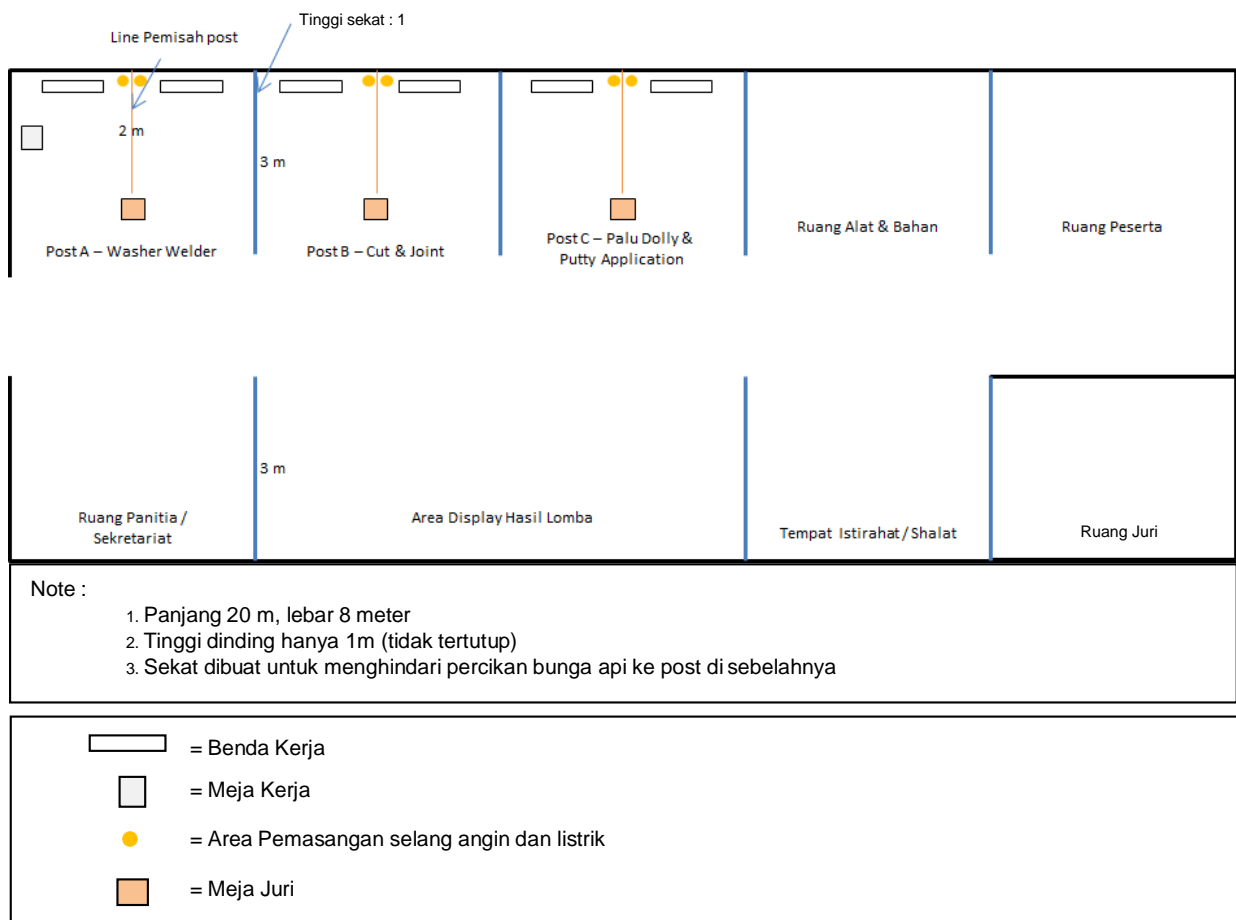 Tinggi sekat : 1
Line Pemisah post
2 m
3 m
Post A – Washer Welder
Post B – Cut & Joint
Post C – Palu Dolly &
Putty Application
Ruang Alat & Bahan
Ruang Peserta
3 m
Ruang Panitia /
Sekretariat
Area Display Hasil Lomba
Tempat Istirahat / Shalat
Ruang Juri
Note :
1. Panjang 20 m, lebar 8 meter
2. Tinggi dinding hanya 1m (tidak tertutup)
3. Sekat dibuat untuk menghindari percikan bunga api ke post di sebelahnya
= Benda Kerja
= Meja Kerja
= Area Pemasangan selang angin dan listrik
= Meja Juri